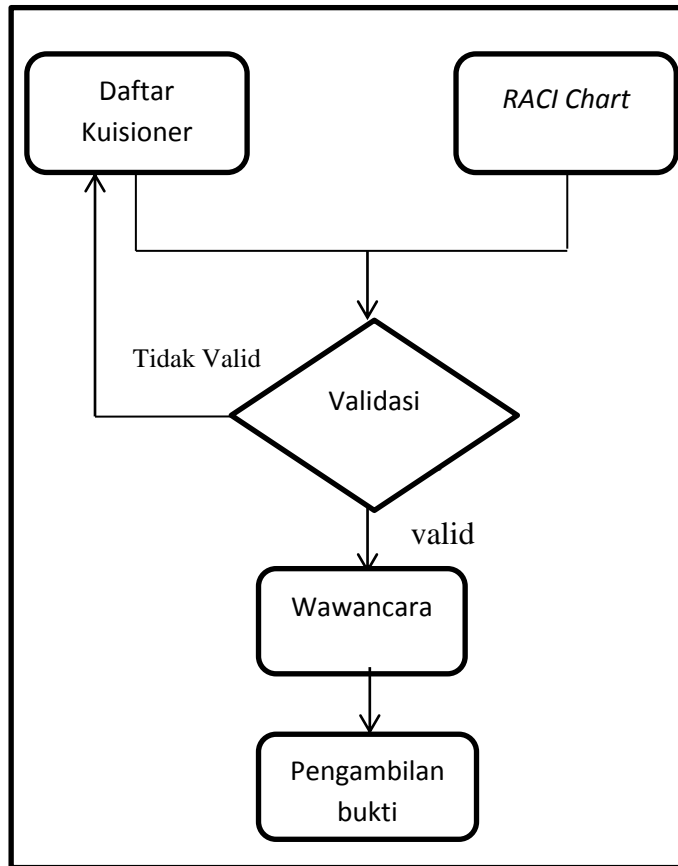 Daftar
Kuisioner
RACI Chart
Tidak Valid
Validasi
valid
Wawancara
Pengambilan
bukti